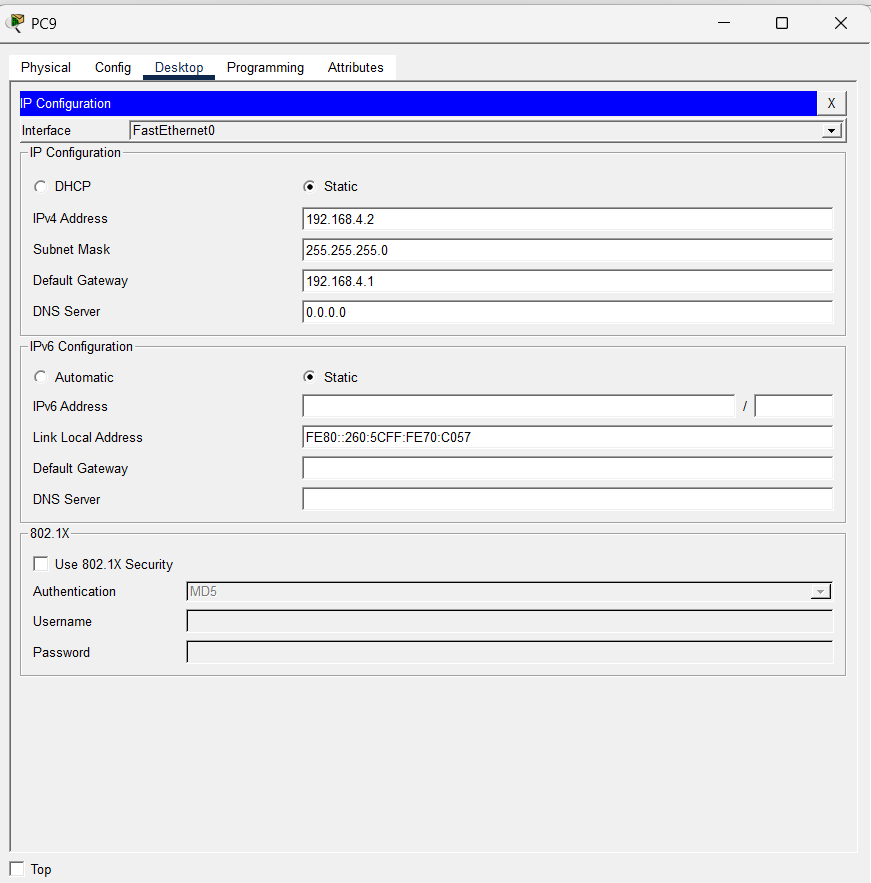 PC9
Physical Config Desktop Programming Attributes
IP Configuration X
Interface FastEthernet0
IP Configuration
DHCP Static
IPv4 Address 192.168.4.2
Subnet Mask 255.255.255.0
Default Gateway 192.168.4.1
DNS Server 0.0.0.0
IPv6 Configuration
Automatic Static
IPv6 Address /
Link Local Address FE80::260:5CFF:FE70:C057
Default Gateway
DNS Server
802.1X
Use 802.1X Security
Authentication MD5
Username
Password
Top